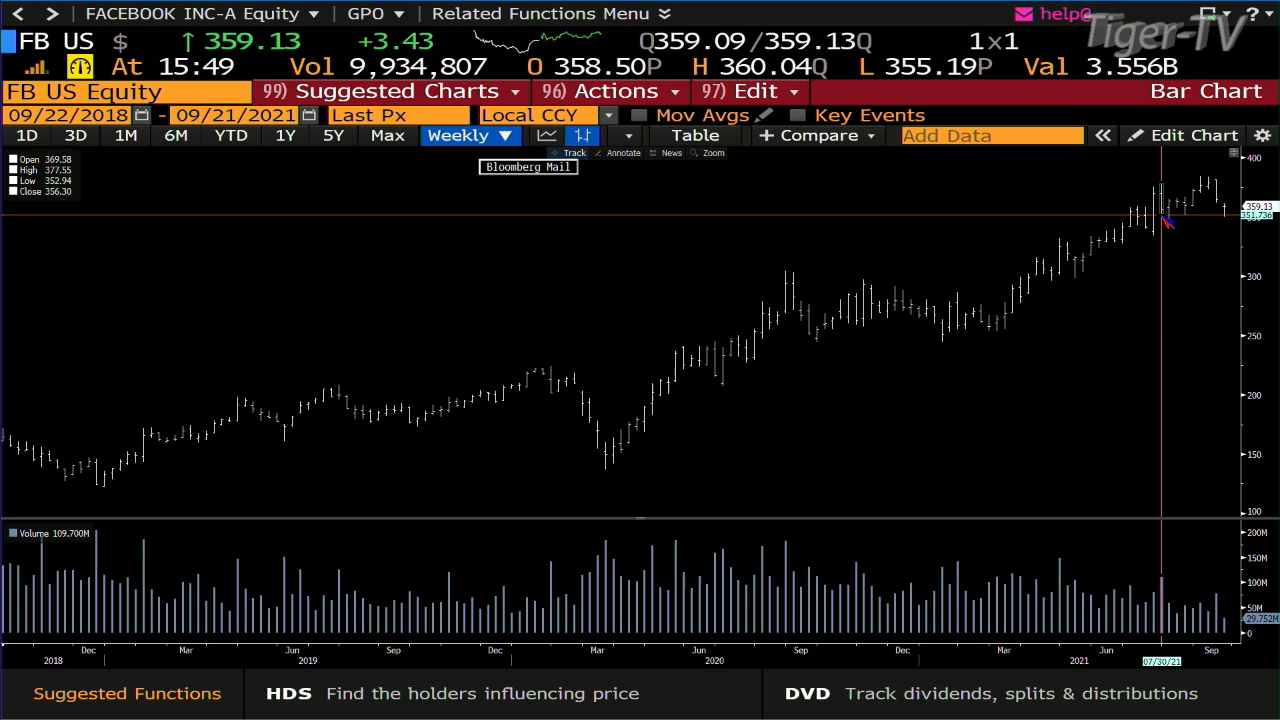 FACEBOOK INC-A Equity GPO Related Functions Menu help
Tiger-TV
FB US $ 359.13 +3.43 Q359.09/359.13Q 1×1
At 15:49 Vol 9,934,807 O 358.50P H 360.04Q L 355.19P Val 3.556B
FB US Equity 99) Suggested Charts 96) Actions 97) Edit Bar Chart
09/22/2018 - 09/21/2021 Last Px Local CCY Mov Avgs Key Events
1D 3D 1M 6M YTD 1Y 5Y Max Weekly Table + Compare Add Data Edit Chart
Track Annotate News Zoom
Bloomberg Mail
Open 369.58
High 377.55
Low 352.94
Close 356.30
400
359.13
351.736
300
250
200
150
100
Volume 109.700M
200M
150M
100M
50M
29.752M
0
Dec Mar Jun Sep Dec Mar Jun Sep Dec Mar Jun Sep
2018 2019 2020 2021 07/30/21
Suggested Functions HDS Find the holders influencing price DVD Track dividends, splits & distributions